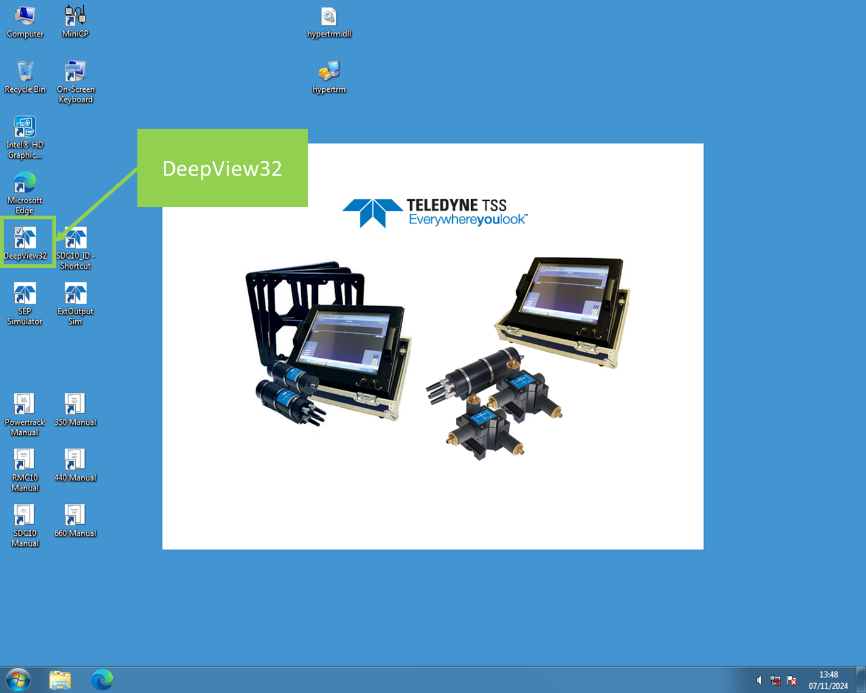 Computer
MiniCP
hypertrm.dll
Recycle Bin
On-Screen
Keyboard
hypertrm
Intel® HD
Graphic...
Microsoft
Edge
DeepView32
DeepView32
SDC10_ID -
Shortcut
SEP
Simulator
ExtOutput
Sim
Powertrack
Manual
350 Manual
RMC10
Manual
440 Manual
SDC10
Manual
660 Manual
TELEDYNE TSS
Everywhereyoulook™
13:48
07/11/2024